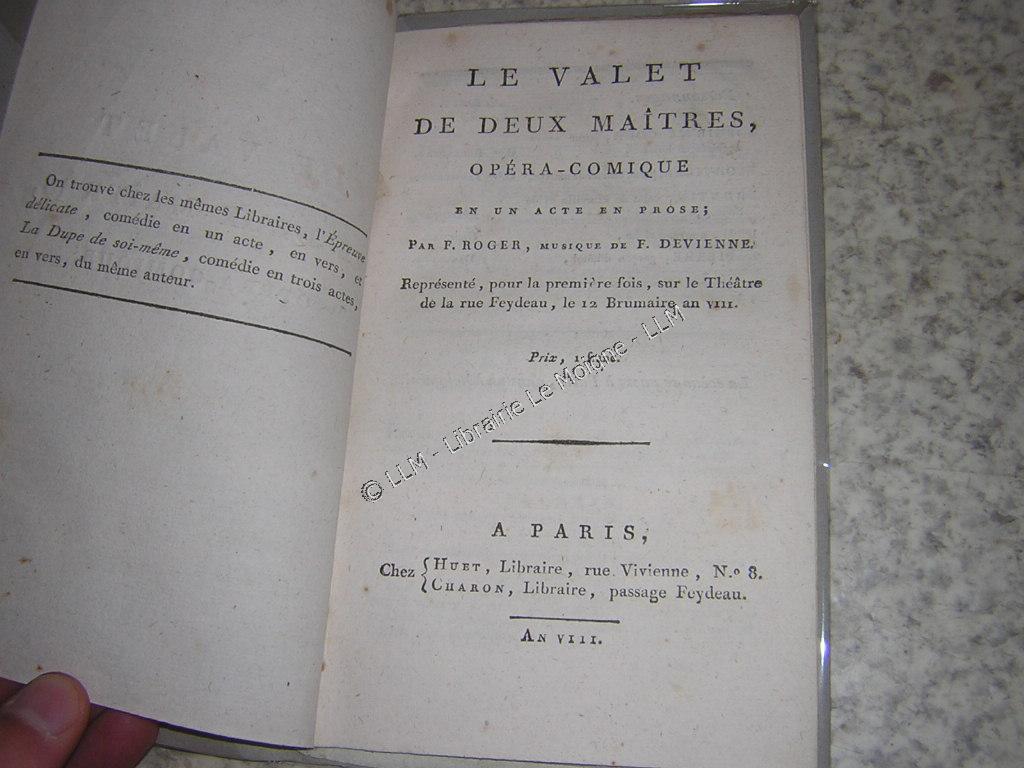 On trouve chez les mêmes Libraires, l'Épreuve
délicate, comédie en un acte, en vers, et
La Dupe de soi-même, comédie en trois actes,
en vers, du même auteur.
LE VALET
DE DEUX MAÎTRES,
OPÉRA-COMIQUE
EN UN ACTE EN PROSE;
PAR F. ROGER, MUSIQUE DE F. DEVIENNE.
Représenté, pour la première fois, sur le Théâtre
de la rue Feydeau, le 12 Brumaire an VIII.
Prix,
© LLM - Librairie Le Moigne - LLM
A PARIS,
Chez { HUET, Libraire, rue Vivienne, N.º 8.
CHARON, Libraire, passage Feydeau.
AN VIII.